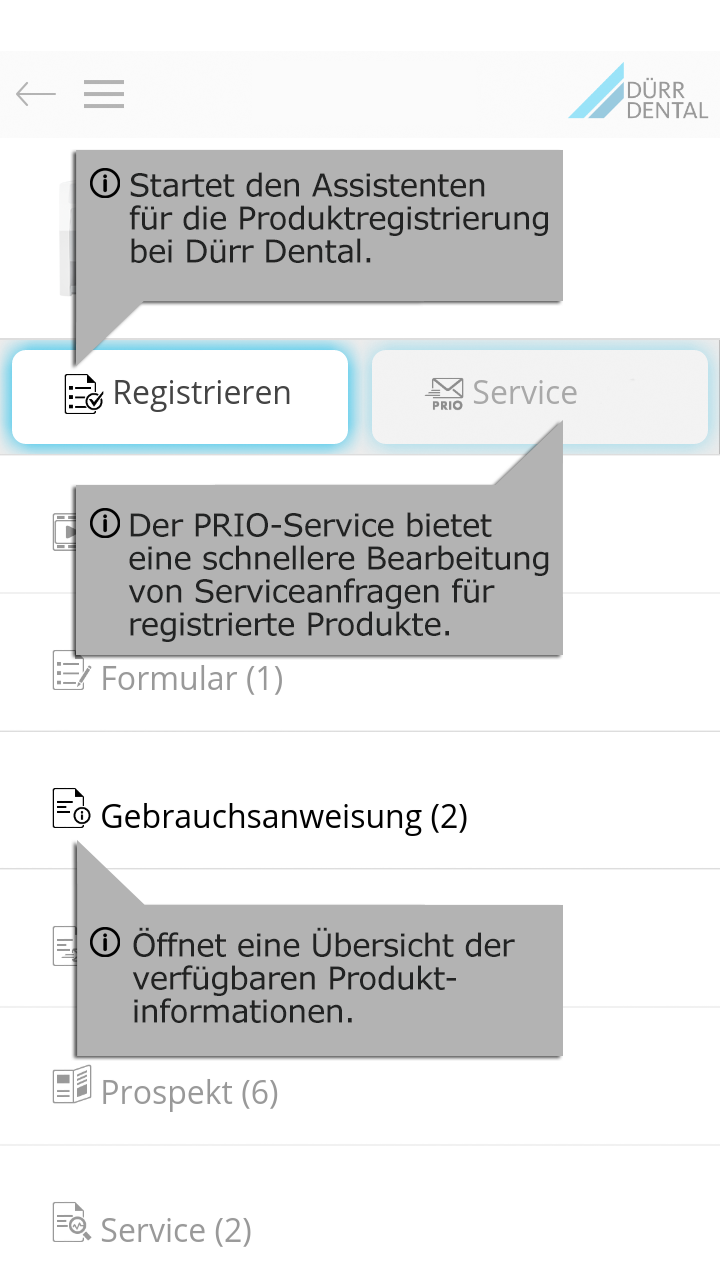 DÜRR
DENTAL
Startet den Assistenten
für die Produktregistrierung
bei Dürr Dental.
Registrieren
PRIO
Service
Der PRIO-Service bietet
eine schnellere Bearbeitung
von Serviceanfragen für
registrierte Produkte.
Formular (1)
Gebrauchsanweisung (2)
Öffnet eine Übersicht der
verfügbaren Produkt-
informationen.
Prospekt (6)
Service (2)